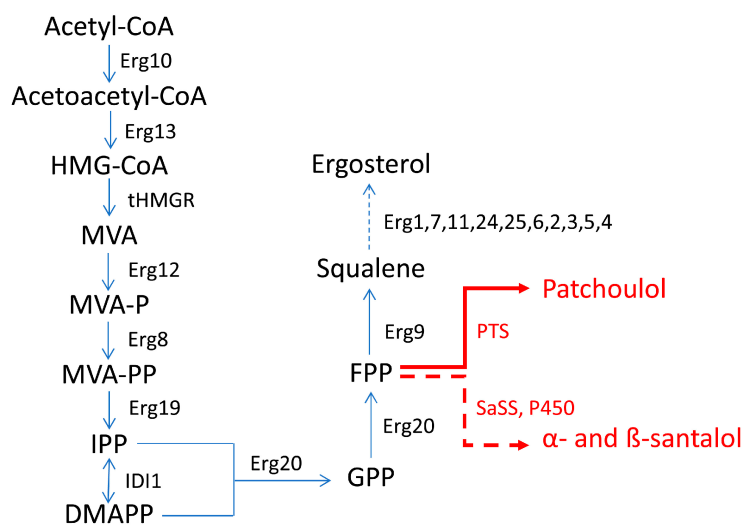 Acetyl-CoA
Erg10
Acetoacetyl-CoA
Erg13
HMG-CoA
tHMGR
MVA
Erg12
MVA-P
Erg8
MVA-PP
Erg19
IPP
IDI1
DMAPP
Erg20
GPP
Erg20
FPP
Erg9
Squalene
Erg1,7,11,24,25,6,2,3,5,4
Ergosterol
PTS
Patchoulol
SaSS, P450
α- and ß-santalol